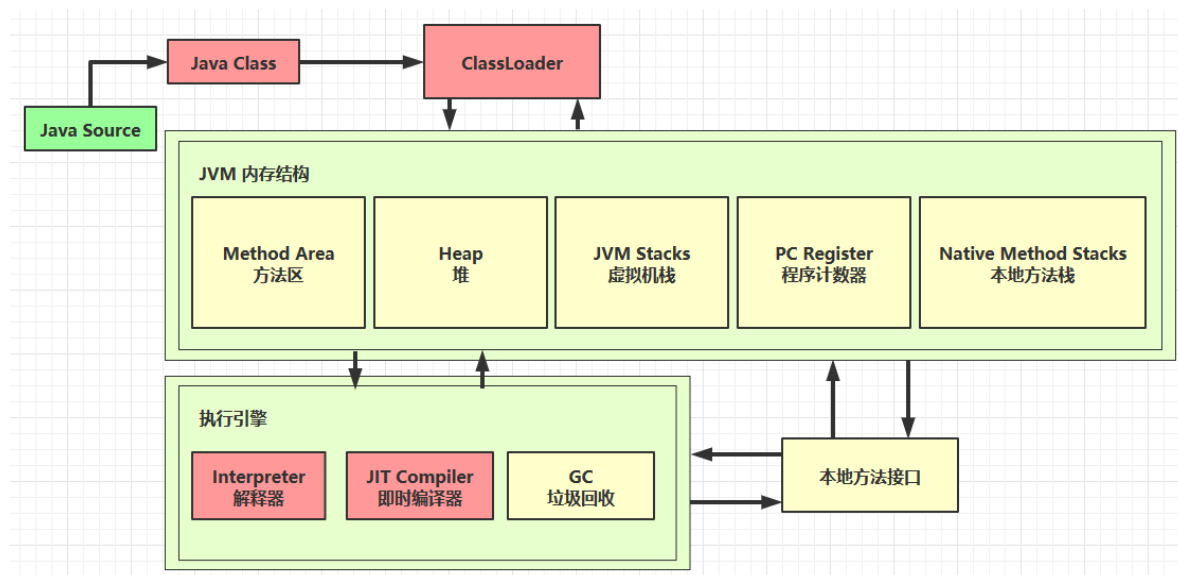 Java Class
ClassLoader
Java Source
JVM 内存结构
Method Area
方法区
Heap
堆
JVM Stacks
虚拟机栈
PC Register
程序计数器
Native Method Stacks
本地方法栈
执行引擎
Interpreter
解释器
JIT Compiler
即时编译器
GC
垃圾回收
本地方法接口